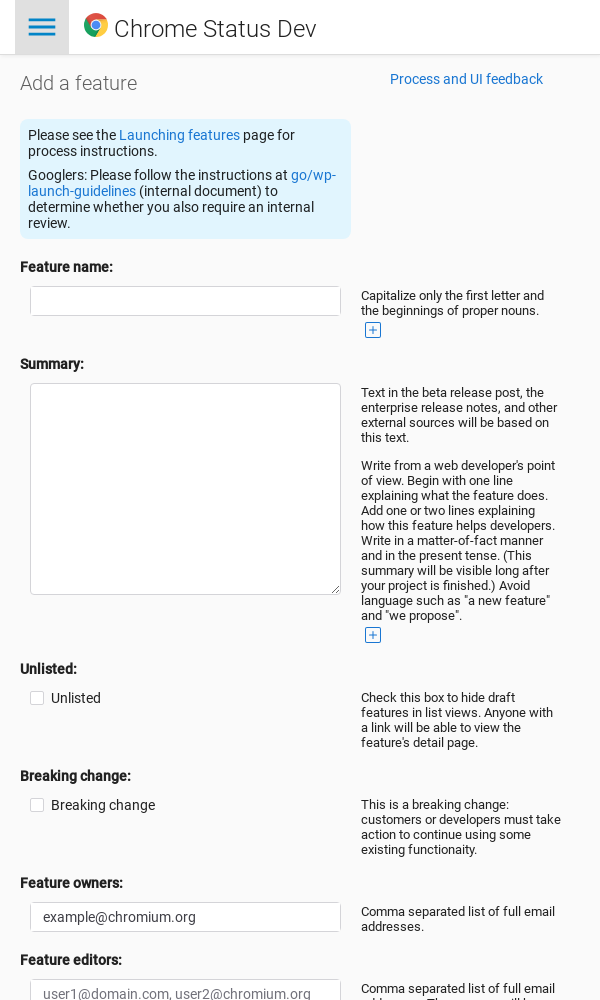 Chrome Status Dev
Add a feature
Process and UI feedback
Please see the Launching features page for
process instructions.
Googlers: Please follow the instructions at go/wp-
launch-guidelines (internal document) to
determine whether you also require an internal
review.
Feature name:
Capitalize only the first letter and
the beginnings of proper nouns.
Summary:
Text in the beta release post, the
enterprise release notes, and other
external sources will be based on
this text.
Write from a web developer's point
of view. Begin with one line
explaining what the feature does.
Add one or two lines explaining
how this feature helps developers.
Write in a matter-of-fact manner
and in the present tense. (This
summary will be visible long after
your project is finished.) Avoid
language such as "a new feature"
and "we propose".
Unlisted:
Unlisted
Check this box to hide draft
features in list views. Anyone with
a link will be able to view the
feature's detail page.
Breaking change:
Breaking change
This is a breaking change:
customers or developers must take
action to continue using some
existing functionaity.
Feature owners:
example@chromium.org
Comma separated list of full email
addresses.
Feature editors:
user1@domain.com, user2@chromium.org
Comma separated list of full email